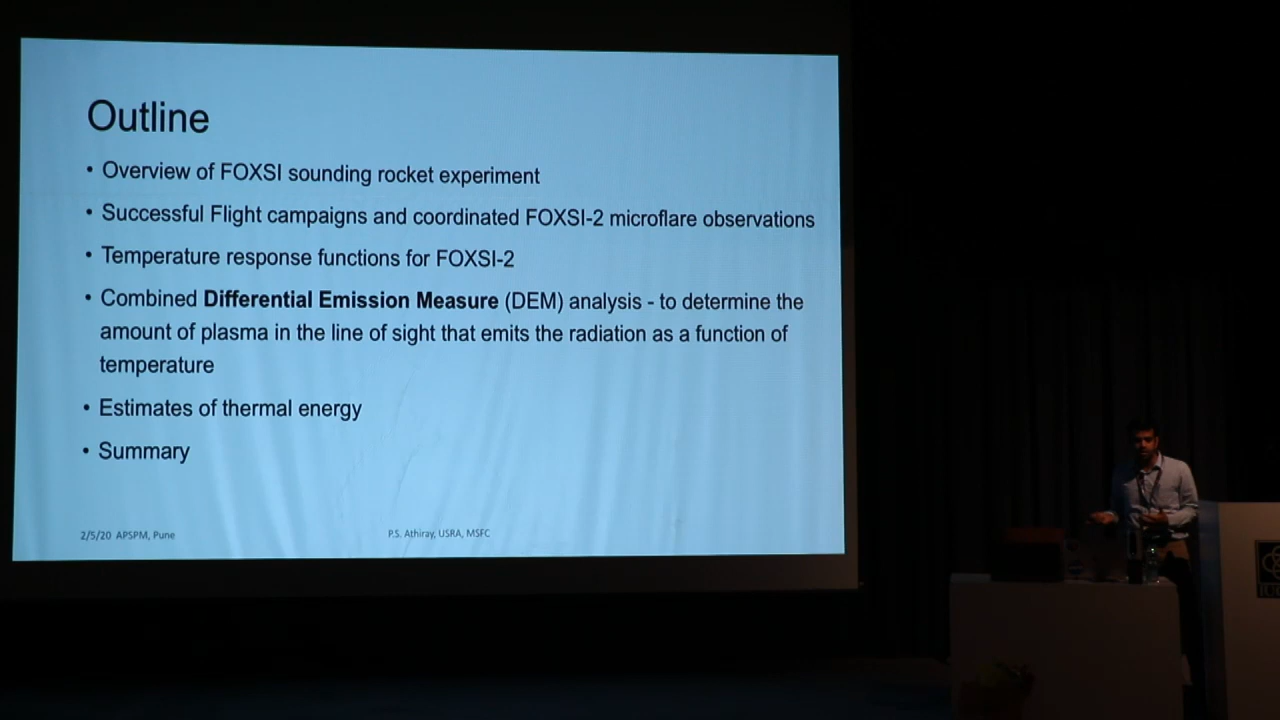 Outline
• Overview of FOXSI sounding rocket experiment
• Successful Flight campaigns and coordinated FOXSI-2 microflare observations
• Temperature response functions for FOXSI-2
• Combined Differential Emission Measure (DEM) analysis - to determine the
amount of plasma in the line of sight that emits the radiation as a function of
temperature
• Estimates of thermal energy
• Summary
2/5/20 APSPM, Pune
P.S. Athiray, USRA, MSFC